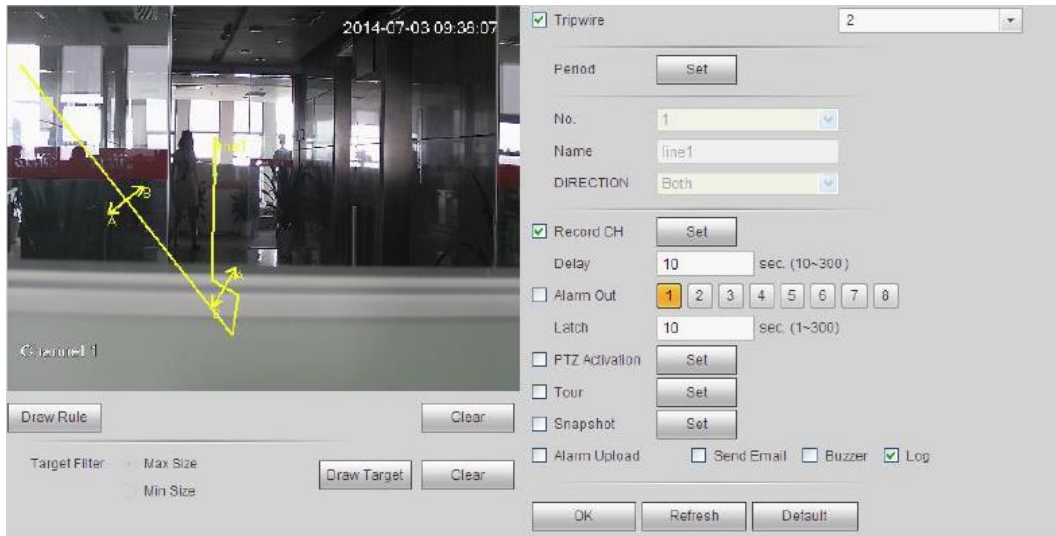 2014-07-03 09:38:07
line1
B
A
A
Channel 1
Draw Rule Clear
Target Filter Max Size
Min Size
Draw Target Clear
Tripwire 2
Period Set
No. 1
Name line1
DIRECTION Both
Record CH Set
Delay 10 sec. (10~300)
Alarm Out 1 2 3 4 5 6 7 8
Latch 10 sec. (1~300)
PTZ Activation Set
Tour Set
Snapshot Set
Alarm Upload Send Email Buzzer Log
OK Refresh Default